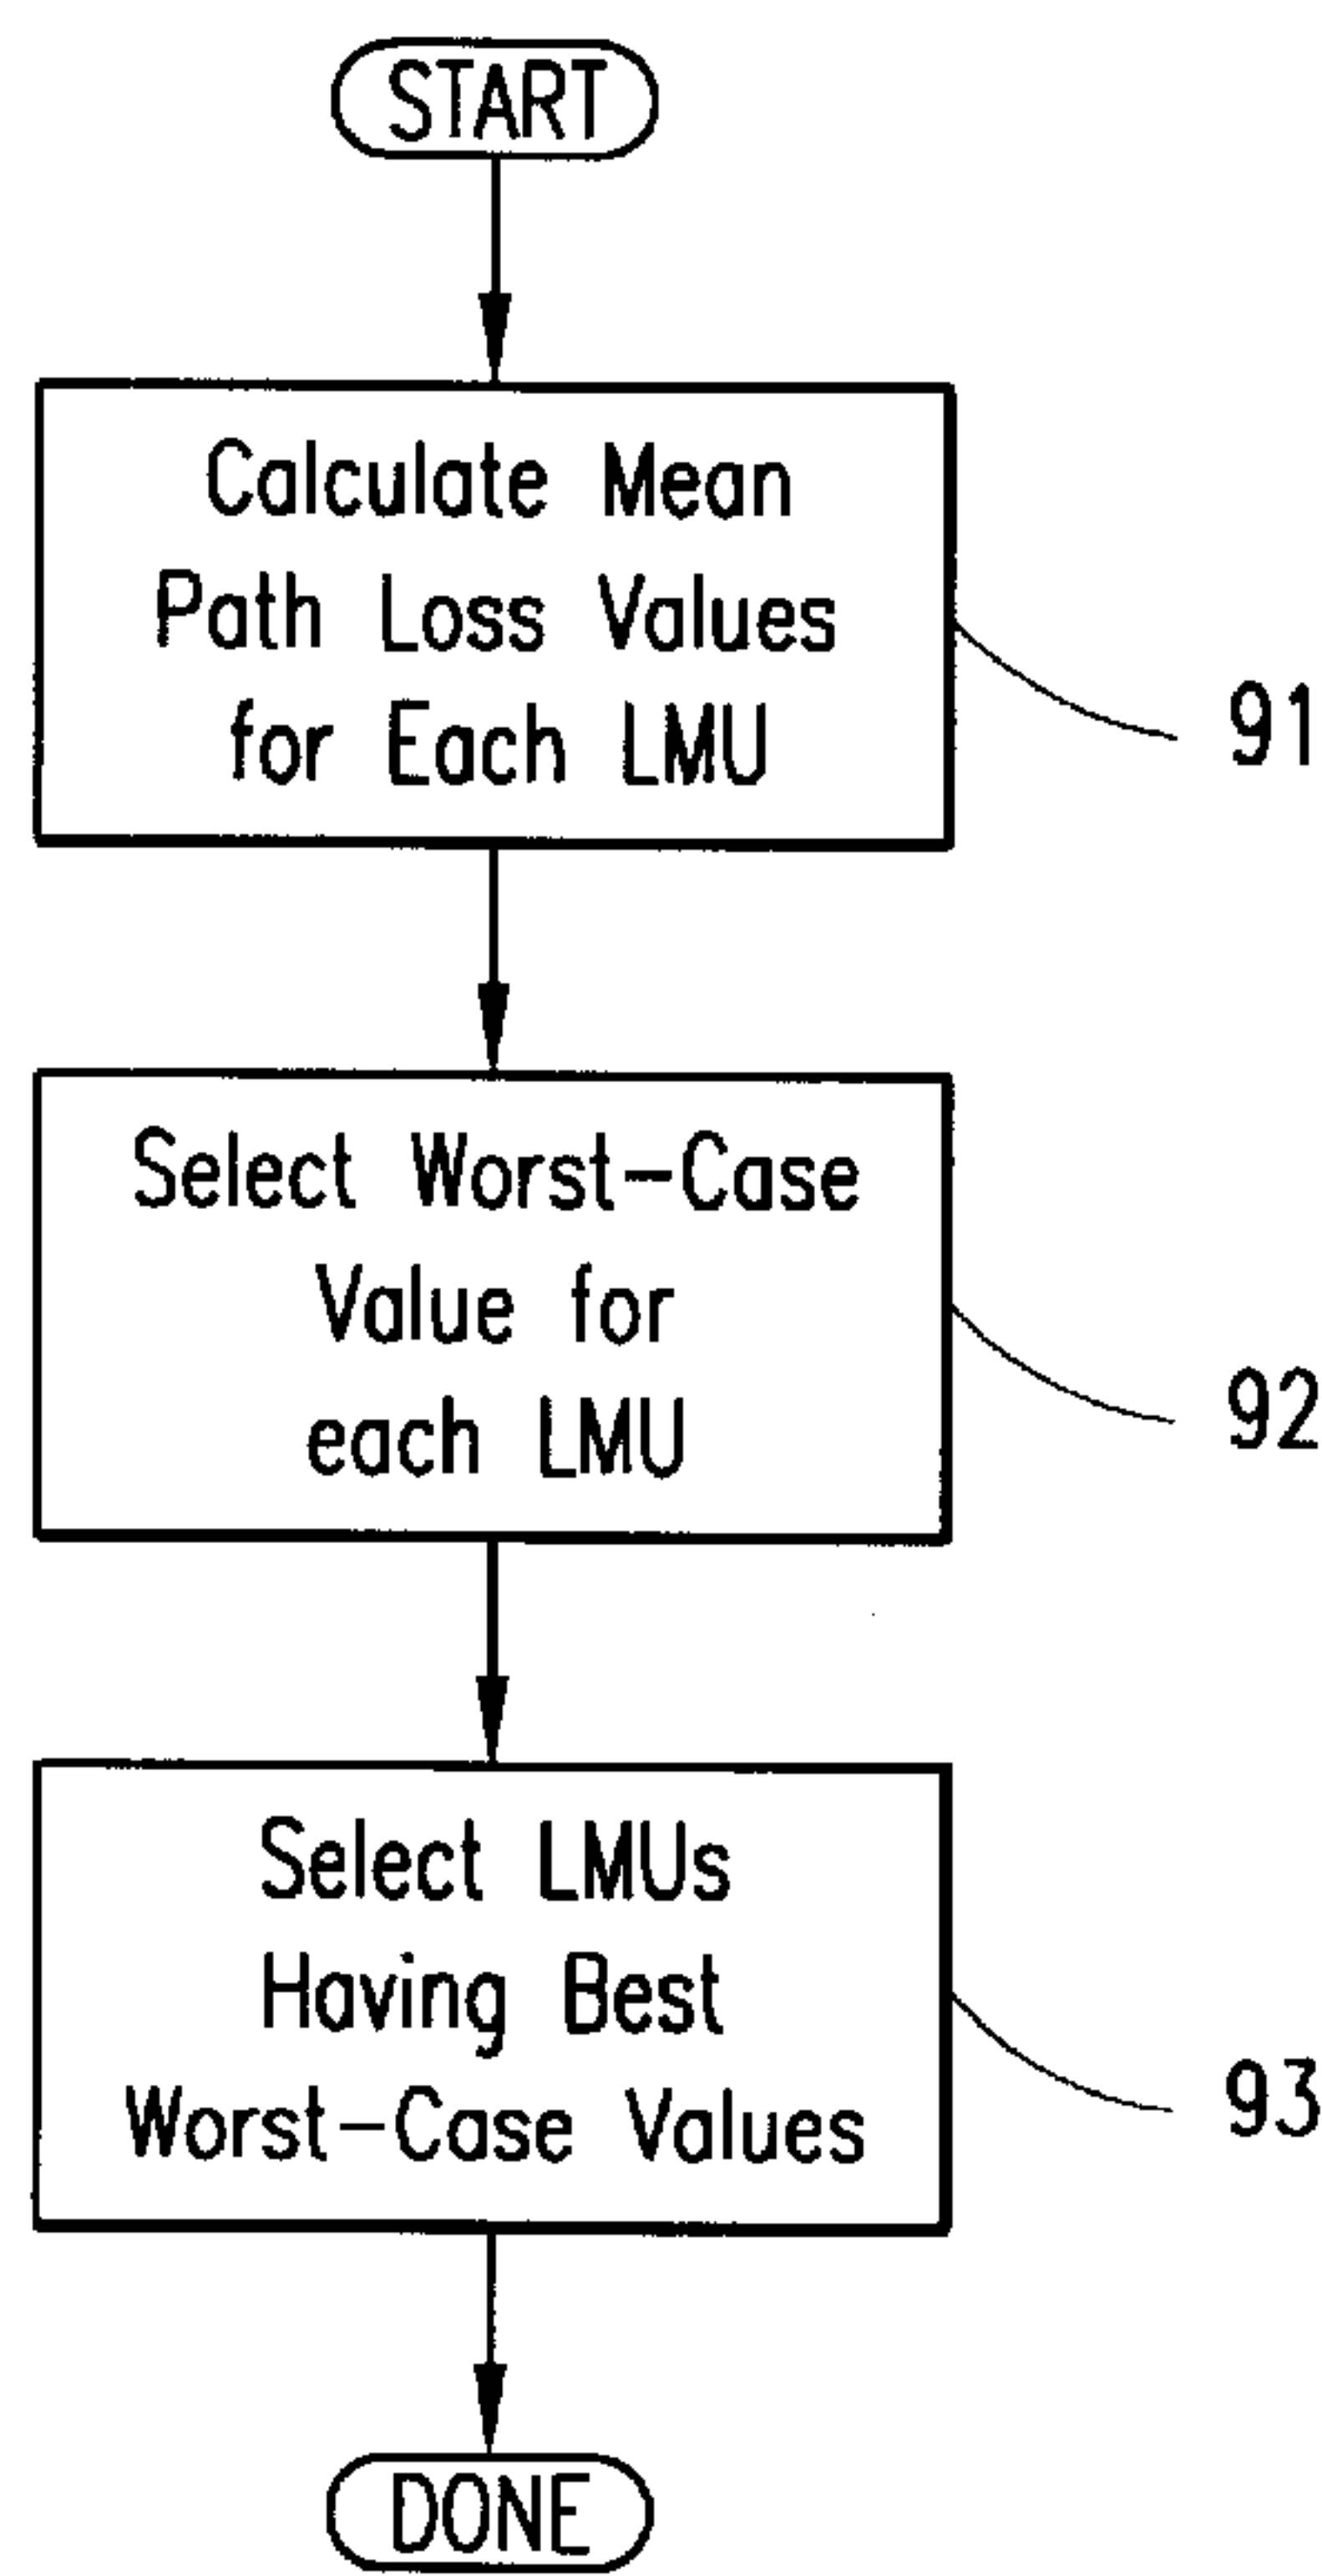 START
Calculate Mean
Path Loss Values
for Each LMU
91
Select Worst-Case
Value for
each LMU
92
Select LMUs
Having Best
Worst-Case Values
93
DONE